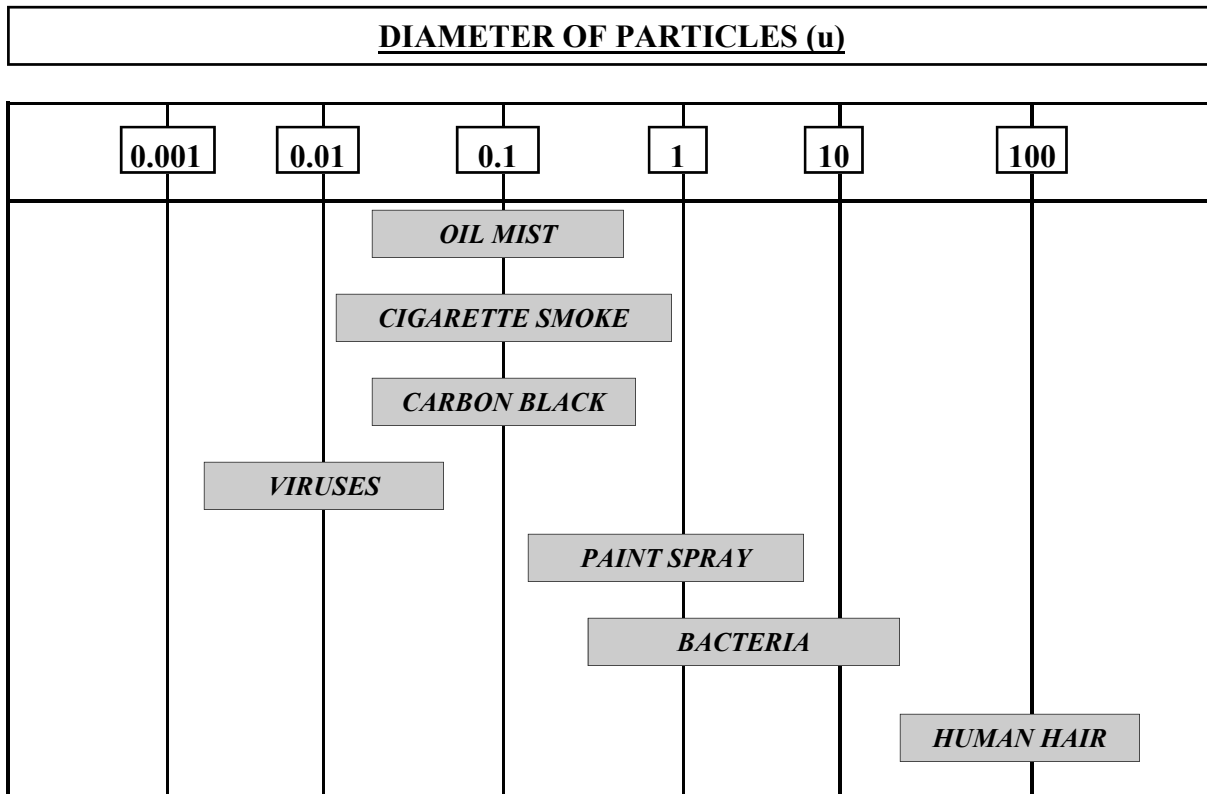 DIAMETER OF PARTICLES (u)
0.001 0.01 0.1 1 10 100
OIL MIST
CIGARETTE SMOKE
CARBON BLACK
VIRUSES
PAINT SPRAY
BACTERIA
HUMAN HAIR